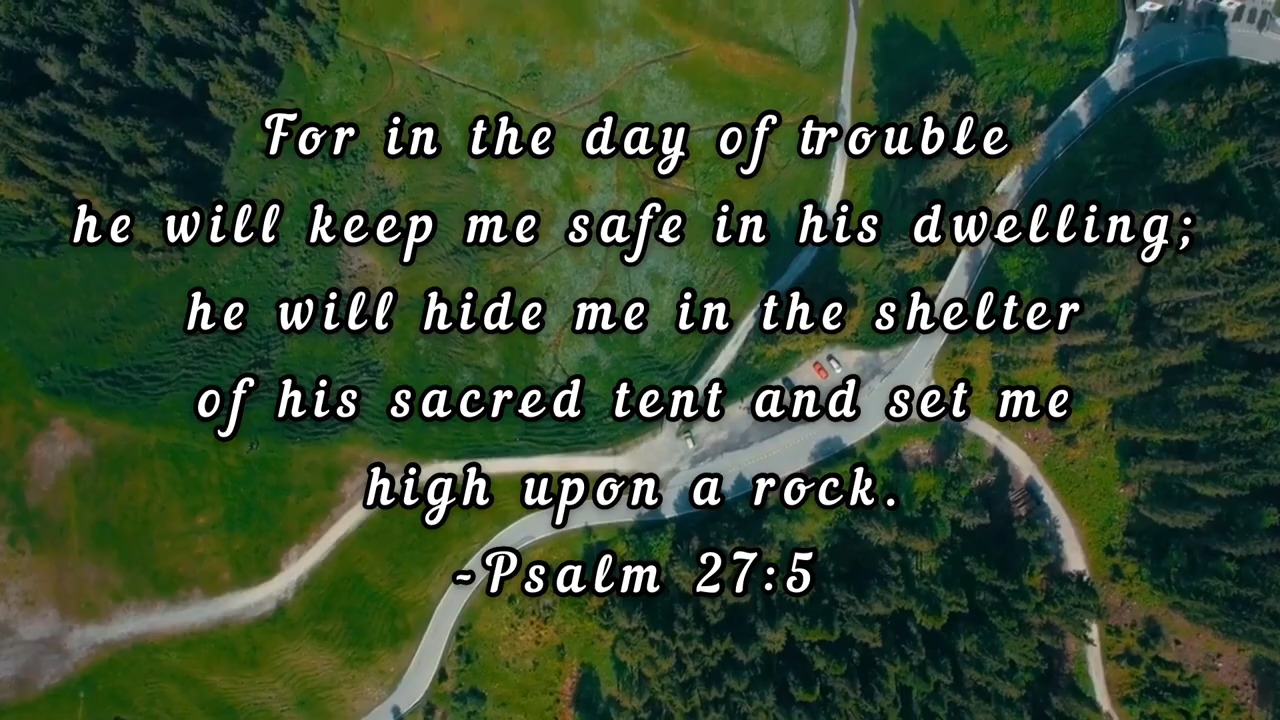 For in the day of trouble
he will keep me safe in his dwelling;
he will hide me in the shelter
of his sacred tent and set me
high upon a rock.
-Psalm 27:5